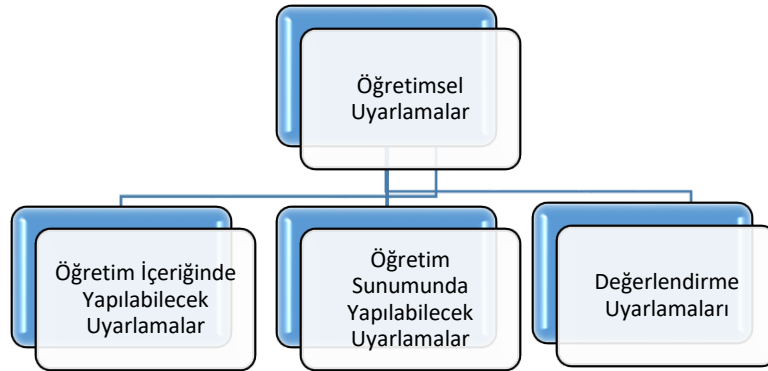 Öğretimsel
Uyarlamalar
Öğretim İçeriğinde
Yapılabilecek
Uyarlamalar
Öğretim
Sunumunda
Yapılabilecek
Uyarlamalar
Değerlendirme
Uyarlamaları